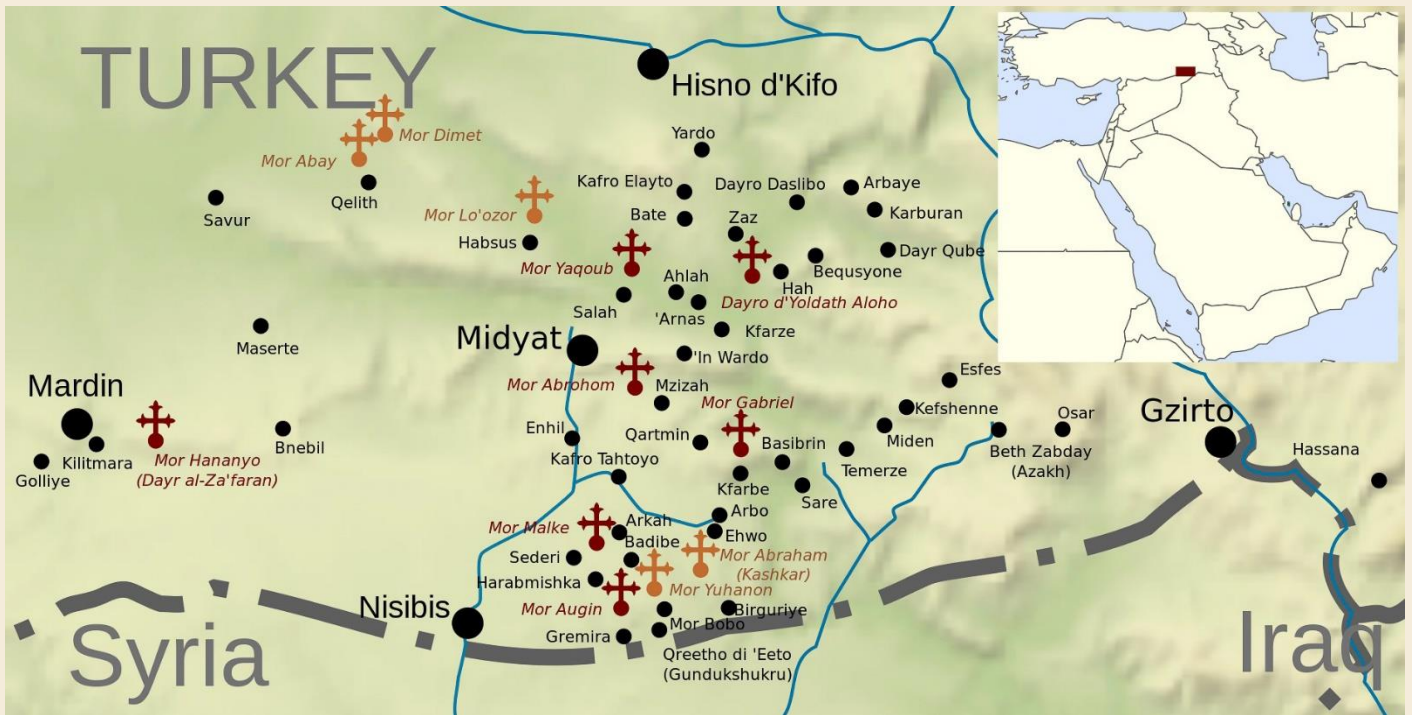 TURKEY
Hisno d'Kifo
Mor Dimet
Mor Abay
Yardo
Qelith
Savur
Mor Lo'ozor
Habsus
Kafro Elayto
Bate
Dayro Daslibo
Arbaye
Karburan
Zaz
Dayr Qube
Bequsyone
Hah
Mor Yaqoub
Ahlah
Dayro d'Yoldath Aloho
Salah
'Arnas
Kfarze
Maserte
Midyat
'In Wardo
Mor Abrohom
Mzizah
Esfes
Mardin
Mor Gabriel
Kefshenne
Osar
Gzirto
Enhil
Qartmin
Basibrin
Miden
Bnebil
Kilitmara
Golliye
Mor Hananyo
(Dayr al-Za'faran)
Kafro Tahtoyo
Temerze
Beth Zabday
(Azakh)
Hassana
Kfarbe
Sare
Arbo
Mor Malke
Arkah
Ehwo
Badibe
Sederi
Mor Abraham
(Kashkar)
Harabmishka
Mor Yuhanon
Nisibis
Mor Augin
Birguriye
Mor Bobo
Gremira
Qreetho di 'Eeto
(Gundukshukru)
Syria
Iraq